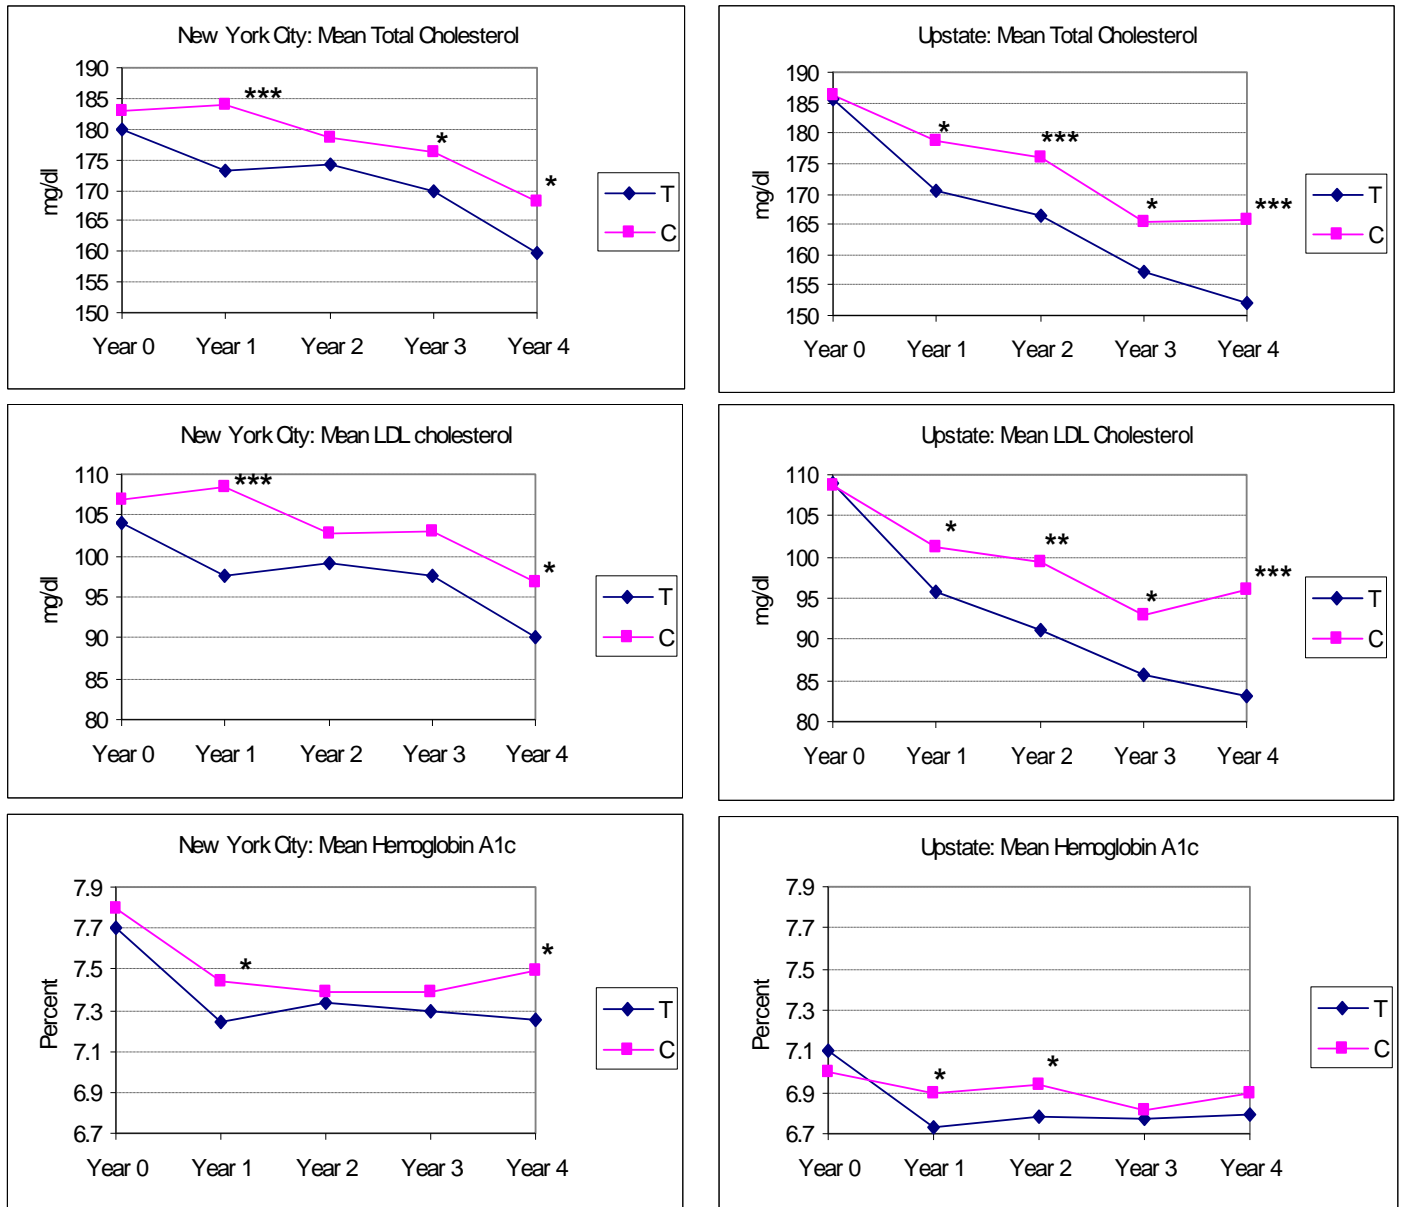 New York City: Mean Total Cholesterol
190
185
180
175
170
165
160
155
150
mg/dl
***
*
*
Year 0 Year 1 Year 2 Year 3 Year 4
T
C
Upstate: Mean Total Cholesterol
190
185
180
175
170
165
160
155
150
mg/dl
*
***
*
***
Year 0 Year 1 Year 2 Year 3 Year 4
T
C
New York City: Mean LDL cholesterol
110
105
100
95
90
85
80
mg/dl
***
*
Year 0 Year 1 Year 2 Year 3 Year 4
T
C
Upstate: Mean LDL Cholesterol
110
105
100
95
90
85
80
mg/dl
*
**
*
***
Year 0 Year 1 Year 2 Year 3 Year 4
T
C
New York City: Mean Hemoglobin A1c
7.9
7.7
7.5
7.3
7.1
6.9
6.7
Percent
*
*
Year 0 Year 1 Year 2 Year 3 Year 4
T
C
Upstate: Mean Hemoglobin A1c
7.9
7.7
7.5
7.3
7.1
6.9
6.7
Percent
*
*
Year 0 Year 1 Year 2 Year 3 Year 4
T
C